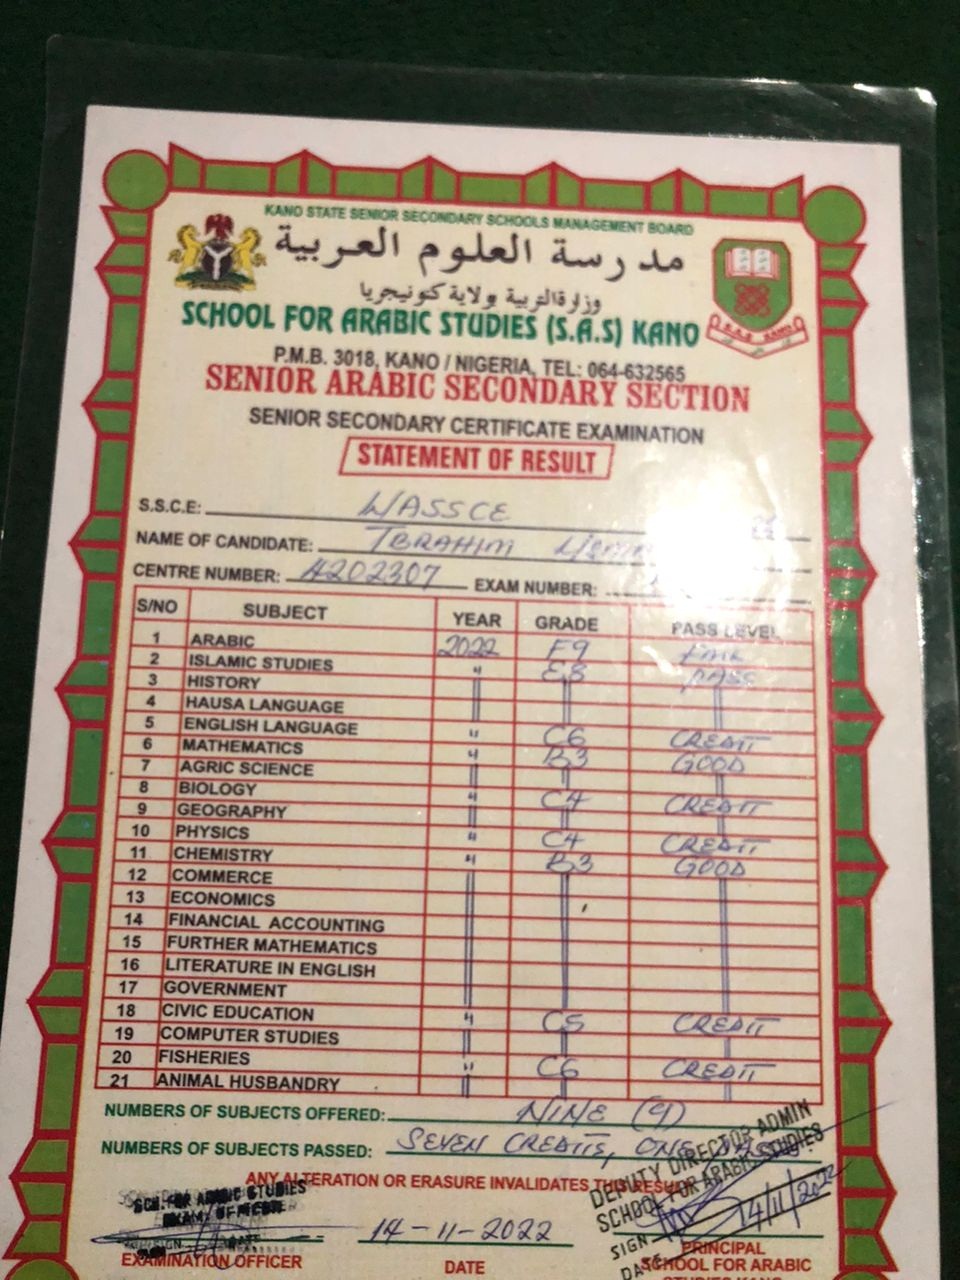 KANO STATE SENIOR SECONDARY SCHOOLS MANAGEMENT BOARD
مدرسة العلوم العربية
وزارة التربية بولاية كنو نيجريا
SCHOOL FOR ARABIC STUDIES (S.A.S) KANO
P.M.B. 3018, KANO / NIGERIA, TEL: 064-632565
SENIOR ARABIC SECONDARY SECTION
SENIOR SECONDARY CERTIFICATE EXAMINATION
STATEMENT OF RESULT
S.S.C.E: WASSCE
NAME OF CANDIDATE: IBRAHIM
CENTRE NUMBER: 4202307 EXAM NUMBER:
S/NO SUBJECT YEAR GRADE PASS LEVEL
1 ARABIC 2022 F9 FAIL
2 ISLAMIC STUDIES " E8 PASS
3 HISTORY
4 HAUSA LANGUAGE
5 ENGLISH LANGUAGE " C6 CREDIT
6 MATHEMATICS " B3 GOOD
7 AGRIC SCIENCE
8 BIOLOGY " C4 CREDIT
9 GEOGRAPHY
10 PHYSICS " C4 CREDIT
11 CHEMISTRY " B3 GOOD
12 COMMERCE
13 ECONOMICS
14 FINANCIAL ACCOUNTING
15 FURTHER MATHEMATICS
16 LITERATURE IN ENGLISH
17 GOVERNMENT
18 CIVIC EDUCATION " C5 CREDIT
19 COMPUTER STUDIES
20 FISHERIES " C6 CREDIT
21 ANIMAL HUSBANDRY
NUMBERS OF SUBJECTS OFFERED: NINE (9)
NUMBERS OF SUBJECTS PASSED: SEVEN CREDITS, ONE PASS
ANY ALTERATION OR ERASURE INVALIDATES THIS RESULT
DEPUTY DIRECTOR ADMIN
SCHOOL FOR ARABIC STUDIES
SIGN
DATE 14/11/2022
SCH. FOR ARABIC STUDIES
EXAM. OFFICE
14-11-2022
EXAMINATION OFFICER DATE PRINCIPAL
SCHOOL FOR ARABIC
STUDIES KANO